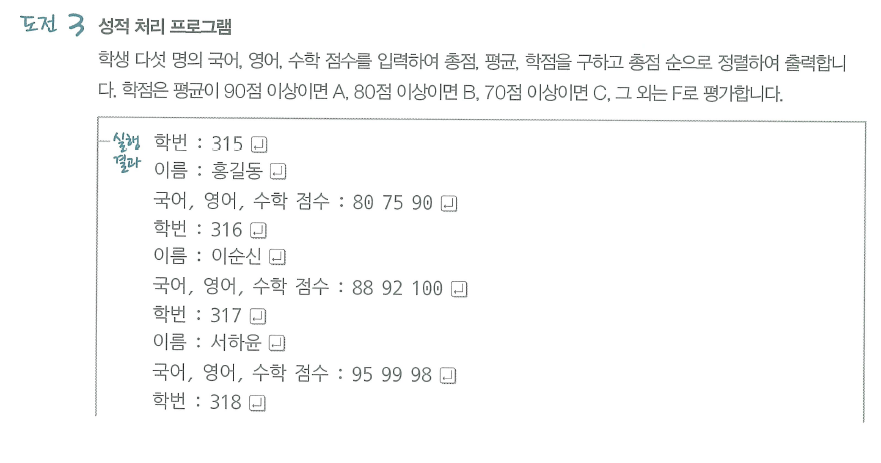 도전 3 성적 처리 프로그램
학생 다섯 명의 국어, 영어, 수학 점수를 입력하여 총점, 평균, 학점을 구하고 총점 순으로 정렬하여 출력합니
다. 학점은 평균이 90점 이상이면 A, 80점 이상이면 B, 70점 이상이면 C, 그 외는 F로 평가합니다.
실행
결과
학번 : 315
이름 : 홍길동
국어, 영어, 수학 점수 : 80 75 90
학번 : 316
이름 : 이순신
국어, 영어, 수학 점수 : 88 92 100
학번 : 317
이름 : 서하윤
국어, 영어, 수학 점수 : 95 99 98
학번 : 318